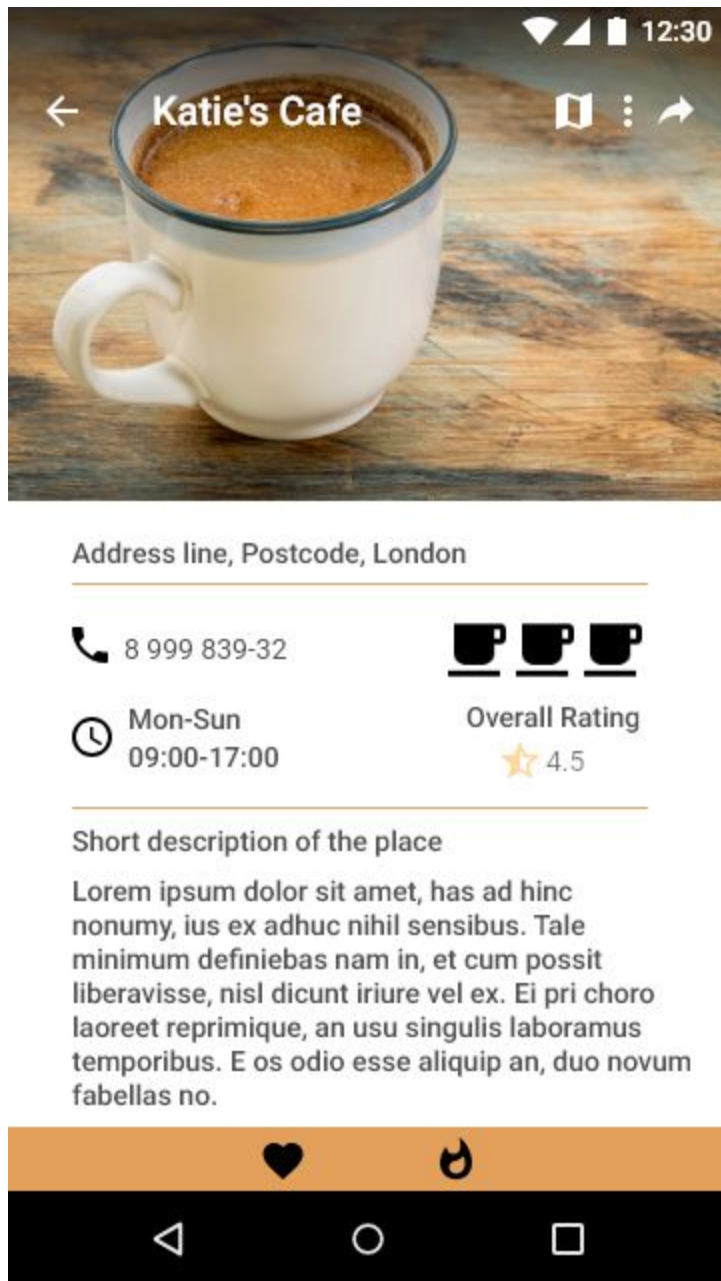 12:30
Katie's Cafe
Address line, Postcode, London
8 999 839-32
Mon-Sun
09:00-17:00
Overall Rating
4.5
Short description of the place
Lorem ipsum dolor sit amet, has ad hinc
nonumy, ius ex adhuc nihil sensibus. Tale
minimum definiebas nam in, et cum possit
liberavisse, nisl dicunt iriure vel ex. Ei pri choro
laoreet reprimique, an usu singulis laboramus
temporibus. E os odio esse aliquip an, duo novum
fabellas no.